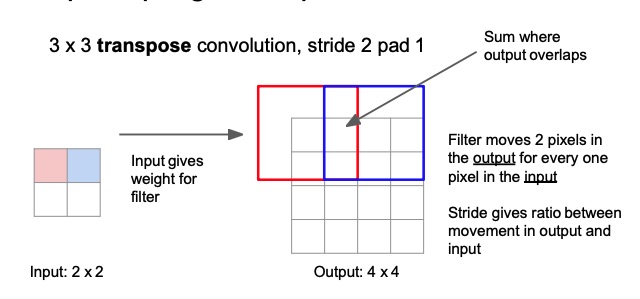 3 x 3 transpose convolution, stride 2 pad 1
Sum where
output overlaps
Input gives
weight for
filter
Filter moves 2 pixels in
the output for every one
pixel in the input
Stride gives ratio between
movement in output and
input
Input: 2 x 2
Output: 4 x 4